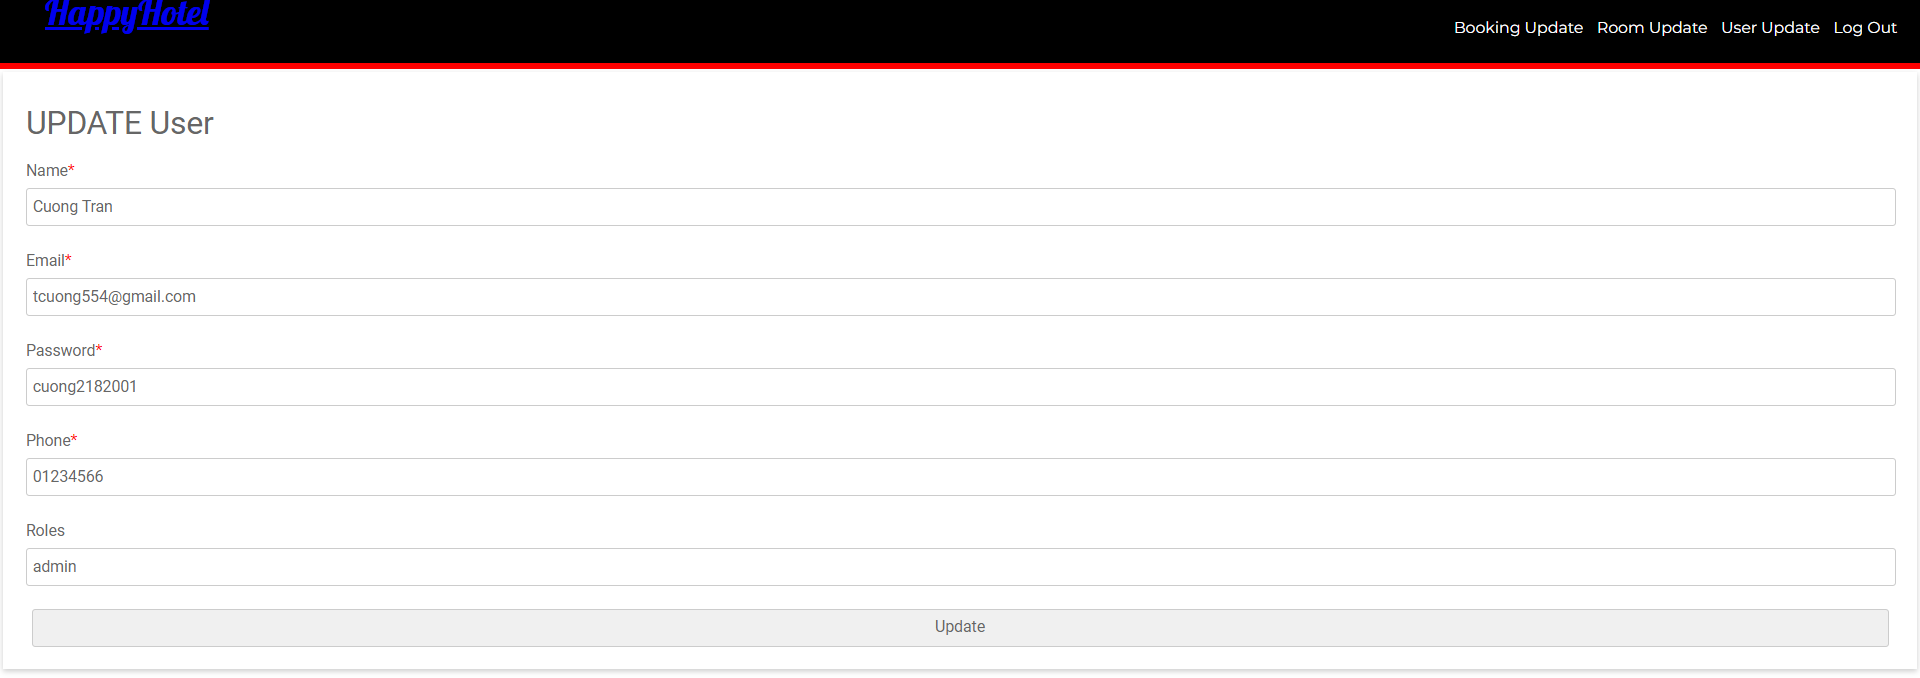 HappyHotel
Booking Update Room Update User Update Log Out
UPDATE User
Name*
Cuong Tran
Email*
tcuong554@gmail.com
Password*
cuong2182001
Phone*
01234566
Roles
admin
Update